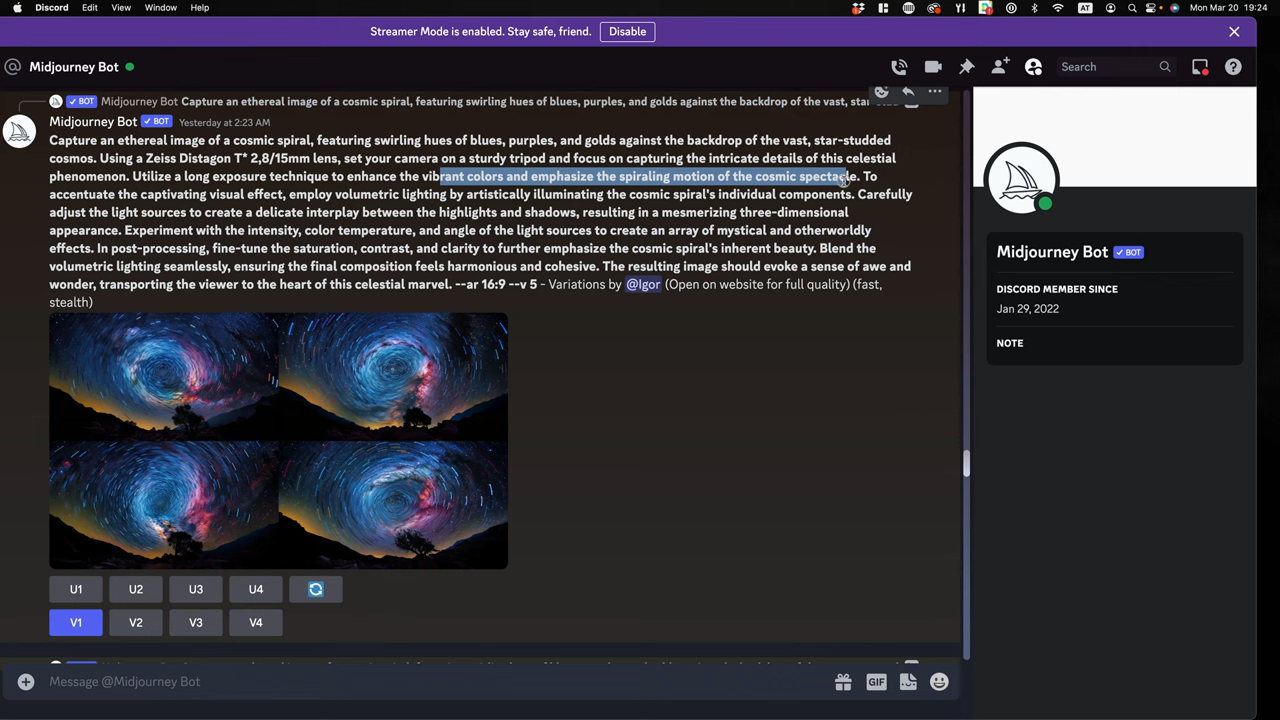 Discord Edit View Window Help AT Mon Mar 20 19:24
Streamer Mode is enabled. Stay safe, friend. Disable
@ Midjourney Bot Search
BOT Midjourney Bot Capture an ethereal image of a cosmic spiral, featuring swirling hues of blues, purples, and golds against the backdrop of the vast,
Midjourney Bot BOT Yesterday at 2:23 AM
Capture an ethereal image of a cosmic spiral, featuring swirling hues of blues, purples, and golds against the backdrop of the vast, star-studded
cosmos. Using a Zeiss Distagon T* 2,8/15mm lens, set your camera on a sturdy tripod and focus on capturing the intricate details of this celestial
phenomenon. Utilize a long exposure technique to enhance the vibrant colors and emphasize the spiraling motion of the cosmic spectacle. To
accentuate the captivating visual effect, employ volumetric lighting by artistically illuminating the cosmic spiral's individual components. Carefully
adjust the light sources to create a delicate interplay between the highlights and shadows, resulting in a mesmerizing three-dimensional
appearance. Experiment with the intensity, color temperature, and angle of the light sources to create an array of mystical and otherworldly
effects. In post-processing, fine-tune the saturation, contrast, and clarity to further emphasize the cosmic spiral's inherent beauty. Blend the
volumetric lighting seamlessly, ensuring the final composition feels harmonious and cohesive. The resulting image should evoke a sense of awe and
wonder, transporting the viewer to the heart of this celestial marvel. --ar 16:9 --v 5 - Variations by @Igor (Open on website for full quality) (fast,
stealth)
U1 U2 U3 U4
V1 V2 V3 V4
Message @Midjourney Bot GIF
Midjourney Bot BOT
DISCORD MEMBER SINCE
Jan 29, 2022
NOTE